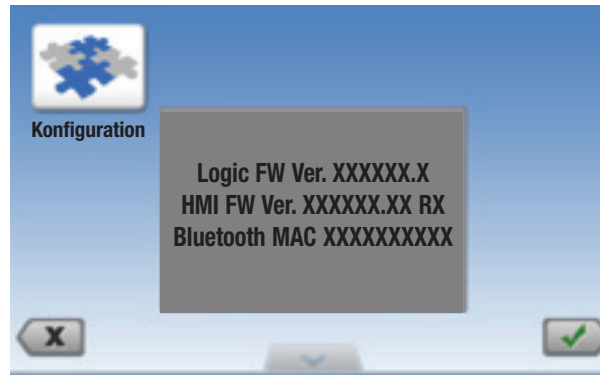 Konfiguration
Logic FW Ver. XXXXXX.X
HMI FW Ver. XXXXXX.XX RX
Bluetooth MAC XXXXXXXXXX
X